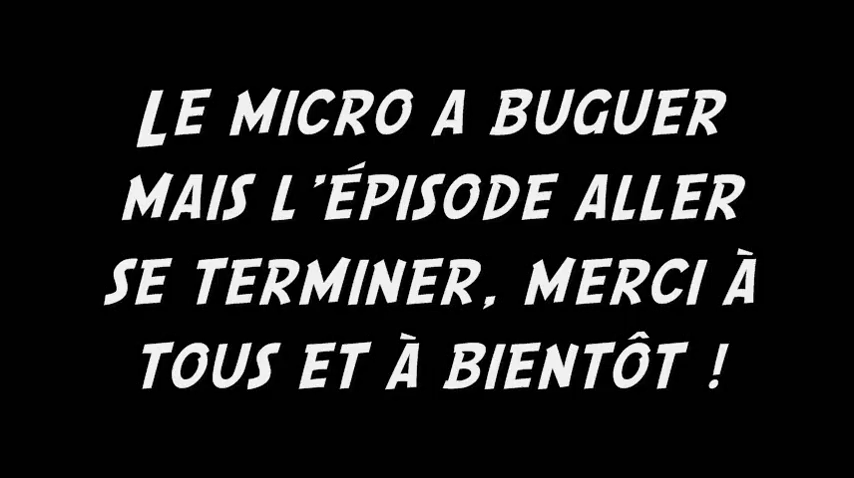 Le micro a buguer
mais l'épisode aller
se terminer, merci à
tous et à bientôt !